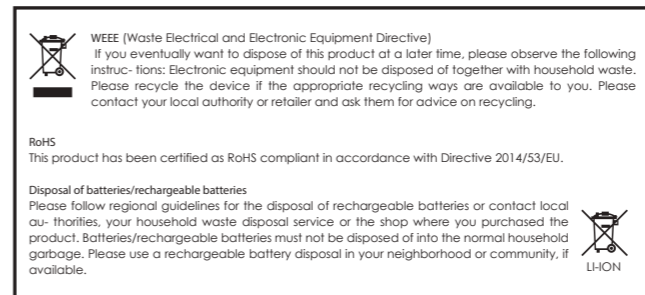 WEEE (Waste Electrical and Electronic Equipment Directive)
If you eventually want to dispose of this product at a later time, please observe the following
instruc- tions: Electronic equipment should not be disposed of together with household waste.
Please recycle the device if the appropriate recycling ways are available to you. Please
contact your local authority or retailer and ask them for advice on recycling.
RoHS
This product has been certified as RoHS compliant in accordance with Directive 2014/53/EU.
Disposal of batteries/rechargeable batteries
Please follow regional guidelines for the disposal of rechargeable batteries or contact local
au- thorities, your household waste disposal service or the shop where you purchased the
product. Batteries/rechargeable batteries must not be disposed of into the normal household
garbage. Please use a rechargeable battery disposal in your neighborhood or community, if
available.
LI-ION